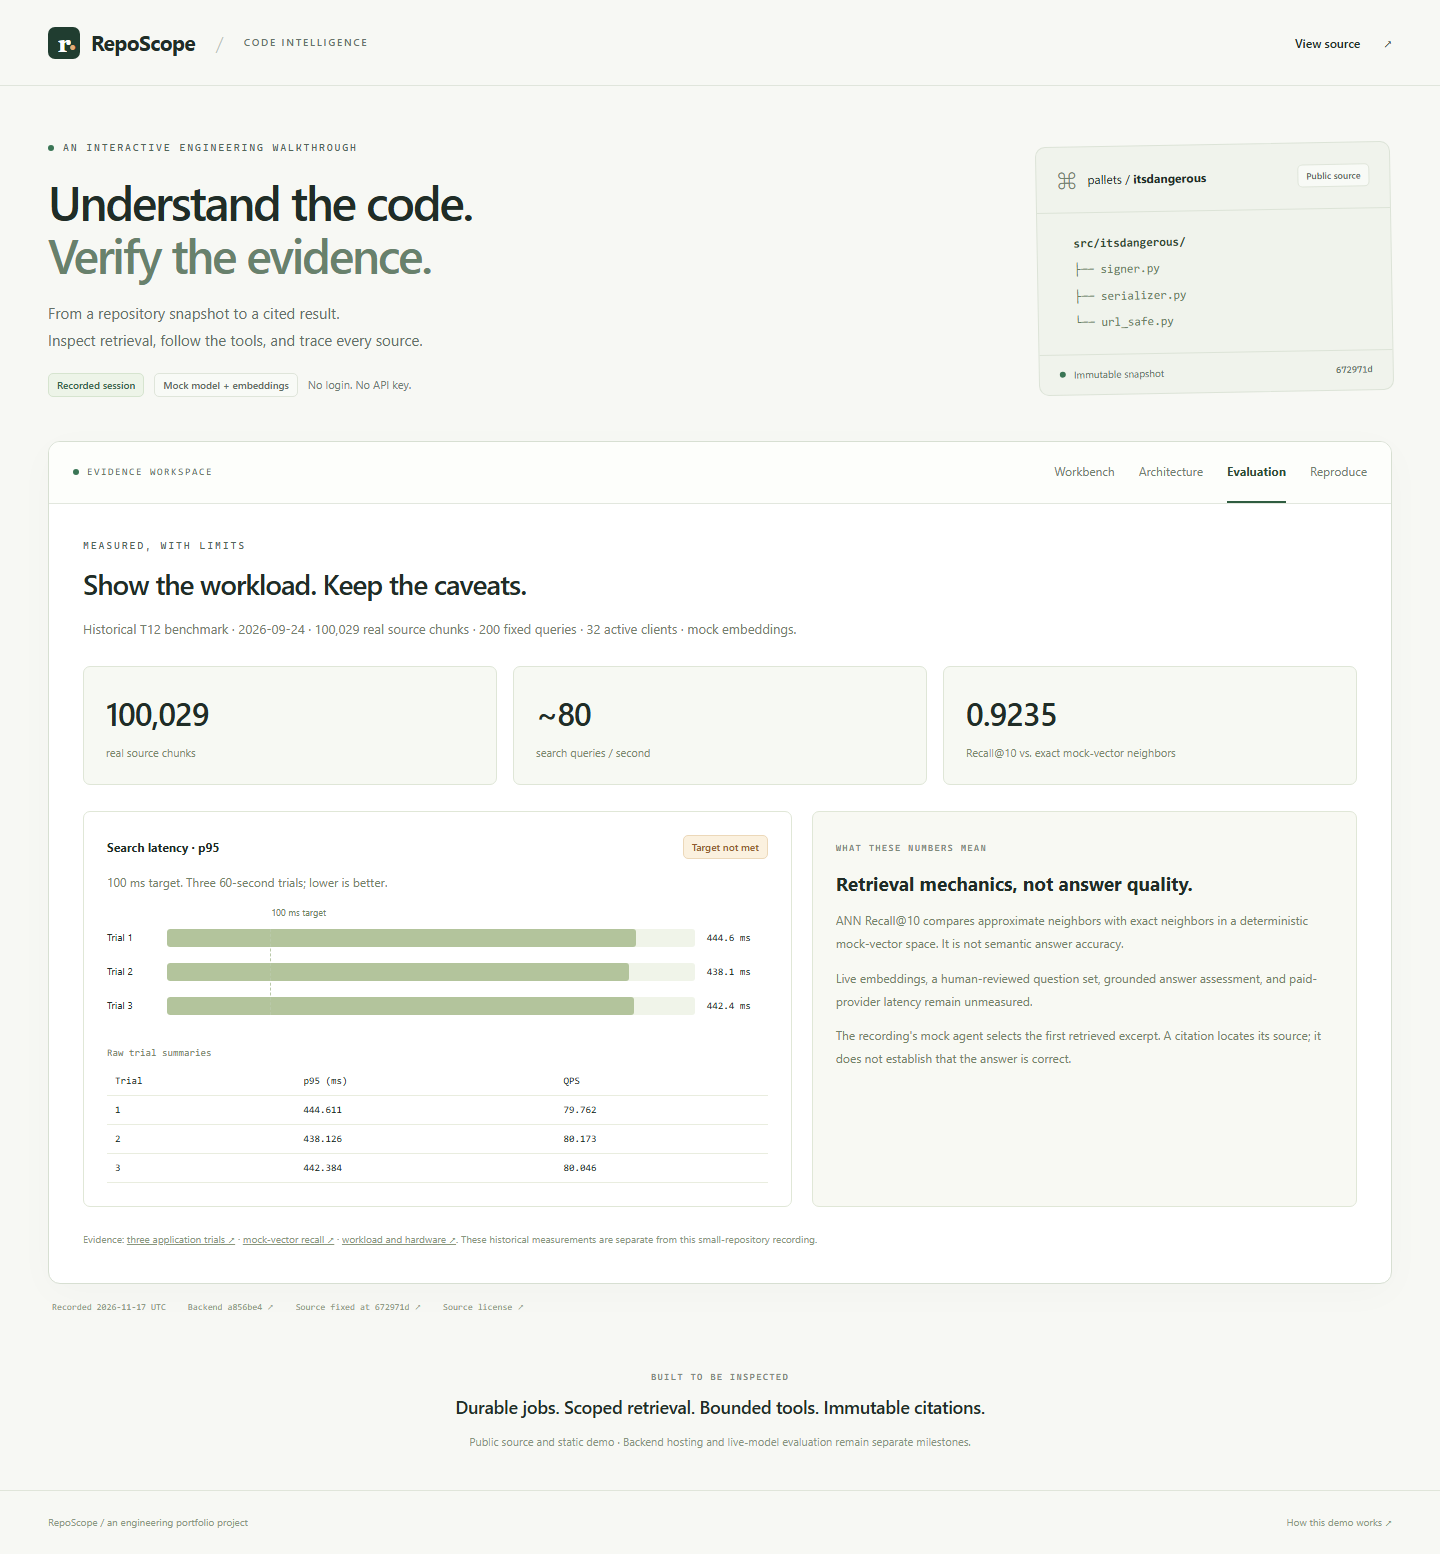 r.
RepoScope / CODE INTELLIGENCE
View source ↗
AN INTERACTIVE ENGINEERING WALKTHROUGH
Understand the code.
Verify the evidence.
From a repository snapshot to a cited result.
Inspect retrieval, follow the tools, and trace every source.
Recorded session
Mock model + embeddings
No login. No API key.
⌘ pallets / itsdangerous
Public source
src/itsdangerous/
├── signer.py
├── serializer.py
└── url_safe.py
Immutable snapshot
672971d
EVIDENCE WORKSPACE
Workbench
Architecture
Evaluation
Reproduce
MEASURED, WITH LIMITS
Show the workload. Keep the caveats.
Historical T12 benchmark · 2026-09-24 · 100,029 real source chunks · 200 fixed queries · 32 active clients · mock embeddings.
100,029
real source chunks
~80
search queries / second
0.9235
Recall@10 vs. exact mock-vector neighbors
Search latency · p95
Target not met
100 ms target. Three 60-second trials; lower is better.
100 ms target
Trial 1 444.6 ms
Trial 2 438.1 ms
Trial 3 442.4 ms
Raw trial summaries
Trial p95 (ms) QPS
1 444.611 79.762
2 438.126 80.173
3 442.384 80.046
WHAT THESE NUMBERS MEAN
Retrieval mechanics, not answer quality.
ANN Recall@10 compares approximate neighbors with exact neighbors in a deterministic
mock-vector space. It is not semantic answer accuracy.
Live embeddings, a human-reviewed question set, grounded answer assessment, and paid-
provider latency remain unmeasured.
The recording's mock agent selects the first retrieved excerpt. A citation locates its source; it
does not establish that the answer is correct.
Evidence: three application trials ↗ · mock-vector recall ↗ · workload and hardware ↗. These historical measurements are separate from this small-repository recording.
Recorded 2026-11-17 UTC
Backend a856be4 ↗
Source fixed at 672971d ↗
Source license ↗
BUILT TO BE INSPECTED
Durable jobs. Scoped retrieval. Bounded tools. Immutable citations.
Public source and static demo · Backend hosting and live-model evaluation remain separate milestones.
RepoScope / an engineering portfolio project
How this demo works ↗